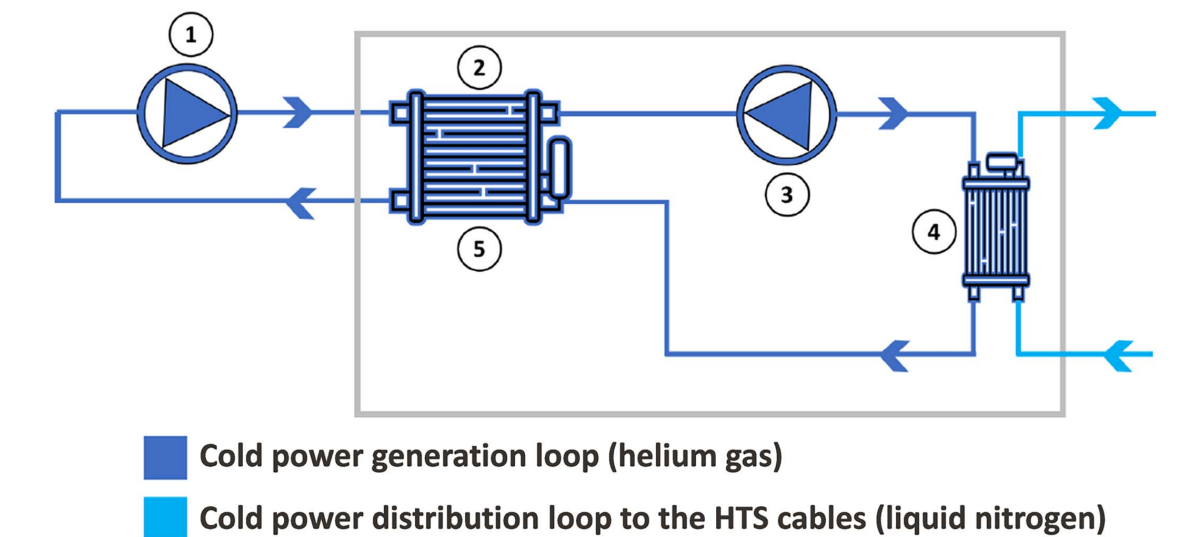 1
2
3
4
5
Cold power generation loop (helium gas)
Cold power distribution loop to the HTS cables (liquid nitrogen)